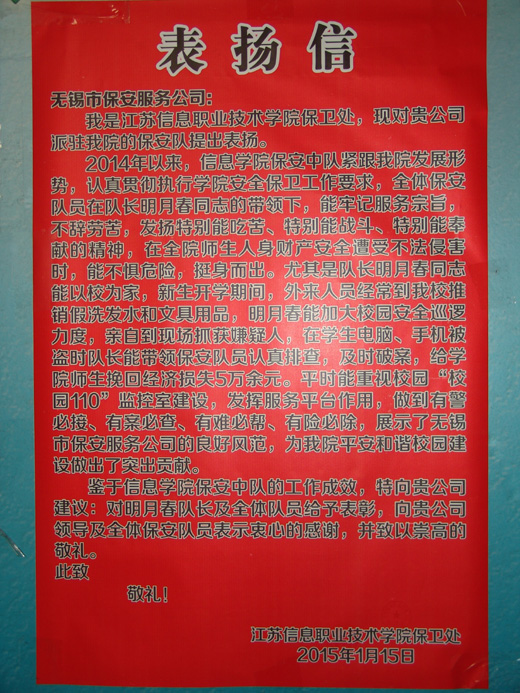 表扬信
无锡市保安服务公司：
我是江苏信息职业技术学院保卫处，现对贵公司
派驻我院的保安队提出表扬。
2014年以来，信息学院保安中队紧跟我院发展形
势，认真贯彻执行学院安全保卫工作要求，全体保安
队员在队长明月春同志的带领下，能牢记服务宗旨，
不辞劳苦，发扬特别能吃苦、特别能战斗、特别能奉
献的精神，在全院师生人身财产安全遭受不法侵害
时，能不惧危险，挺身而出。尤其是队长明月春同志
能以校为家，新生开学期间，外来人员经常到我校推
销假洗发水和文具用品，明月春能加大校园安全巡逻
力度，亲自到现场抓获嫌疑人，在学生电脑、手机被
盗时队长能带领保安队员认真排查，及时破案，给学
院师生挽回经济损失5万余元。平时能重视校园“校
园110”监控室建设，发挥服务平台作用，做到有警
必接、有案必查、有难必帮、有险必除，展示了无锡
市保安服务公司的良好风范，为我院平安和谐校园建
设做出了突出贡献。
鉴于信息学院保安中队的工作成效，特向贵公司
建议：对明月春队长及全体队员给予表彰，向贵公司
领导及全体保安队员表示衷心的感谢，并致以崇高的
敬礼。
此致
敬礼！
江苏信息职业技术学院保卫处
2015年1月15日